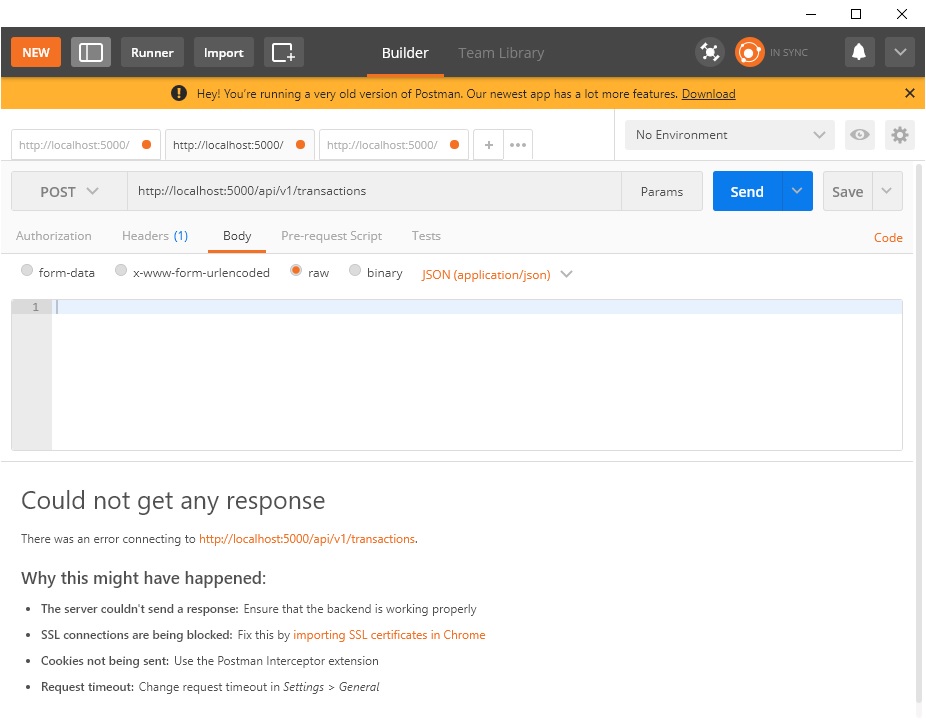 NEW Runner Import Builder Team Library IN SYNC
Hey! You're running a very old version of Postman. Our newest app has a lot more features. Download
http://localhost:5000/ http://localhost:5000/ http://localhost:5000/ + ••• No Environment
POST http://localhost:5000/api/v1/transactions Params Send Save
Authorization Headers (1) Body Pre-request Script Tests Code
form-data x-www-form-urlencoded raw binary JSON (application/json)
1
Could not get any response
There was an error connecting to http://localhost:5000/api/v1/transactions.
Why this might have happened:
• The server couldn't send a response: Ensure that the backend is working properly
• SSL connections are being blocked: Fix this by importing SSL certificates in Chrome
• Cookies not being sent: Use the Postman Interceptor extension
• Request timeout: Change request timeout in Settings > General